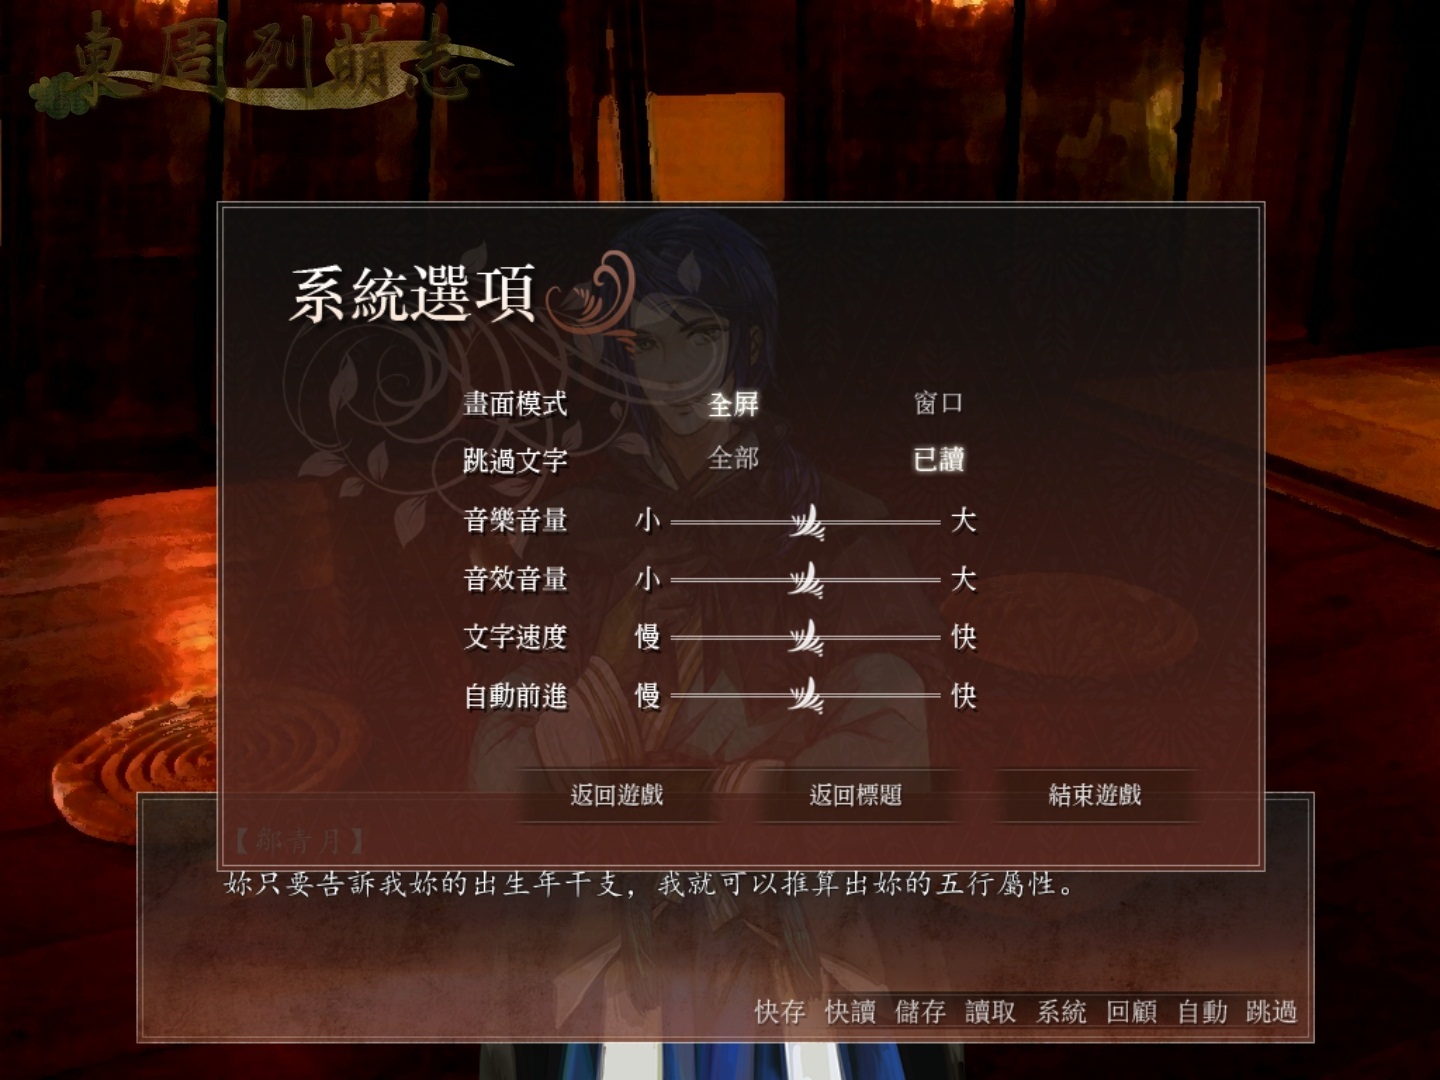 東周列萌志
系統選項
畫面模式 全屏 窗口
跳過文字 全部 已讀
音樂音量 小 大
音效音量 小 大
文字速度 慢 快
自動前進 慢 快
返回遊戲 返回標題 結束遊戲
【鄒青月】
妳只要告訴我妳的出生年干支，我就可以推算出妳的五行屬性。
快存 快讀 儲存 讀取 系統 回顧 自動 跳過